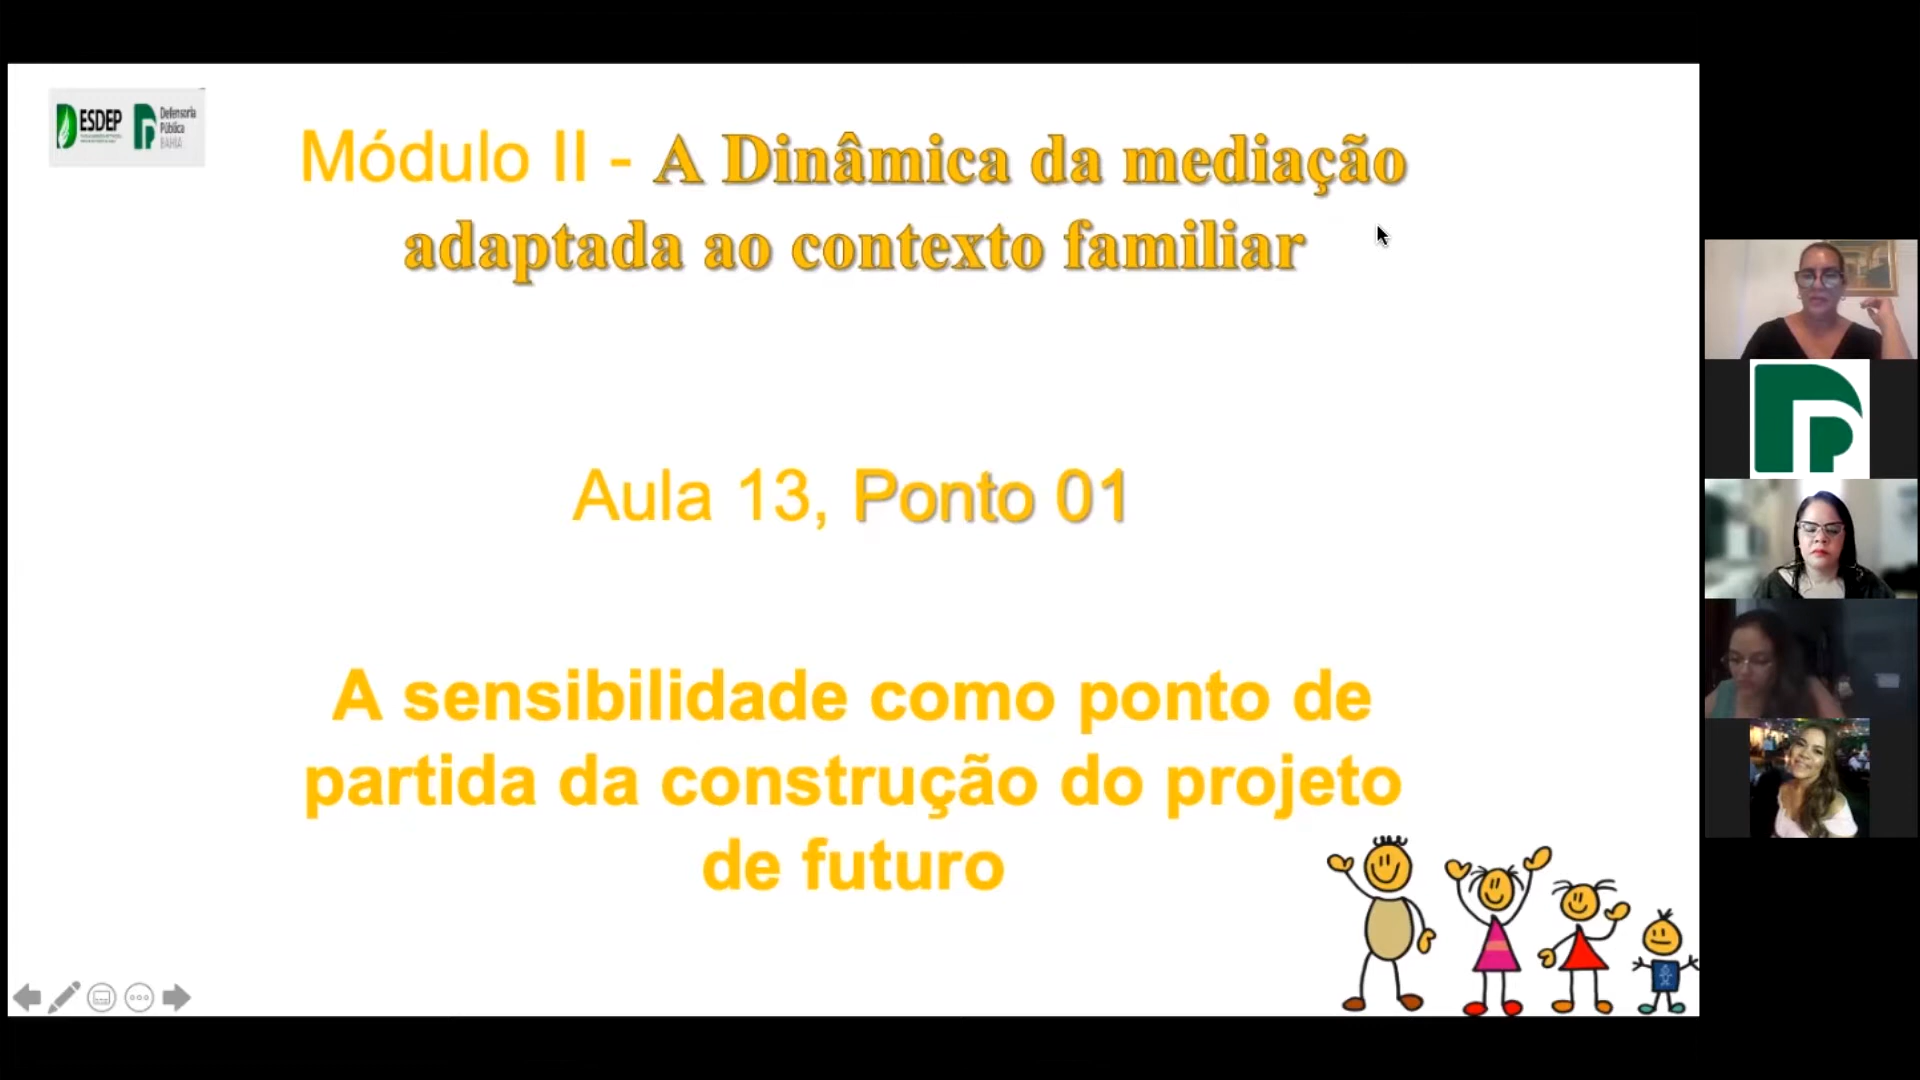 ESDEP
Defensoria
Pública
BAHIA
Módulo II - A Dinâmica da mediação
adaptada ao contexto familiar
Aula 13, Ponto 01
A sensibilidade como ponto de
partida da construção do projeto
de futuro